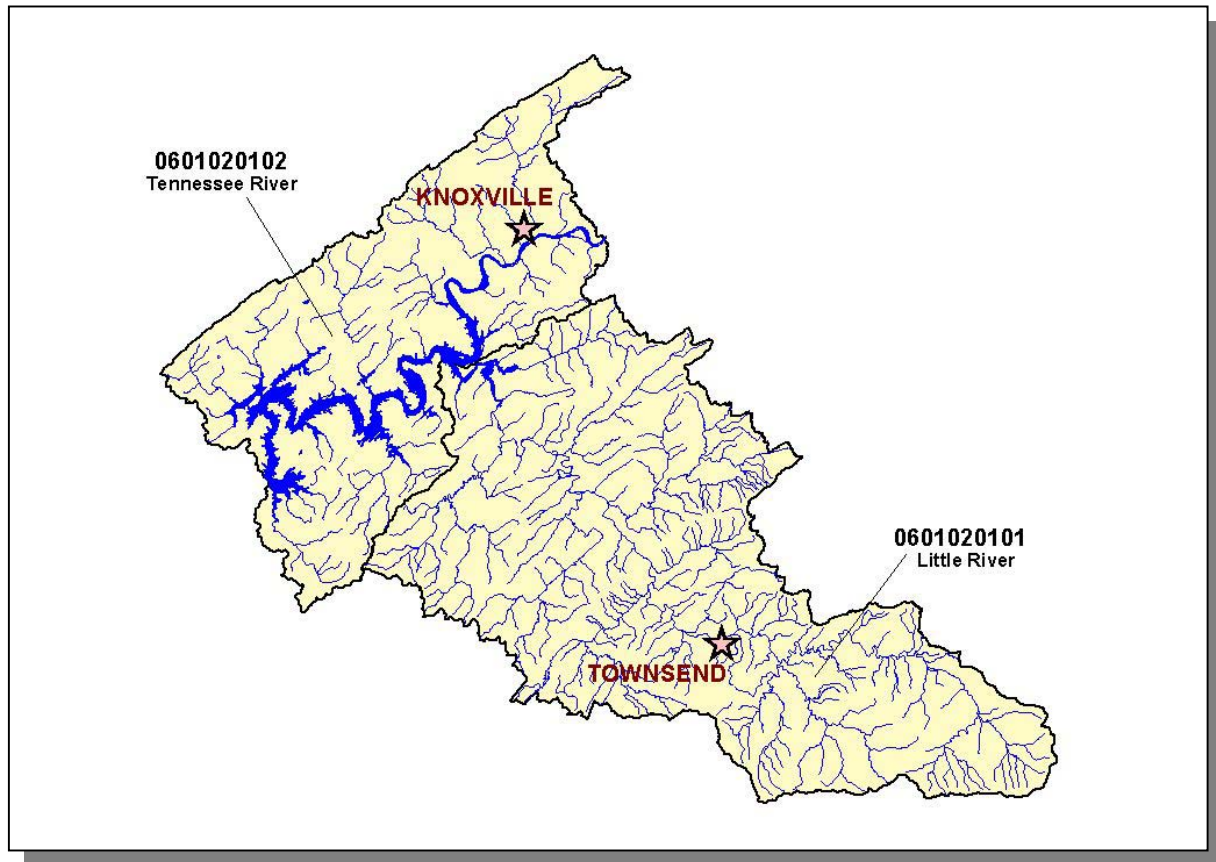 0601020102
Tennessee River
KNOXVILLE
0601020101
Little River
TOWNSEND